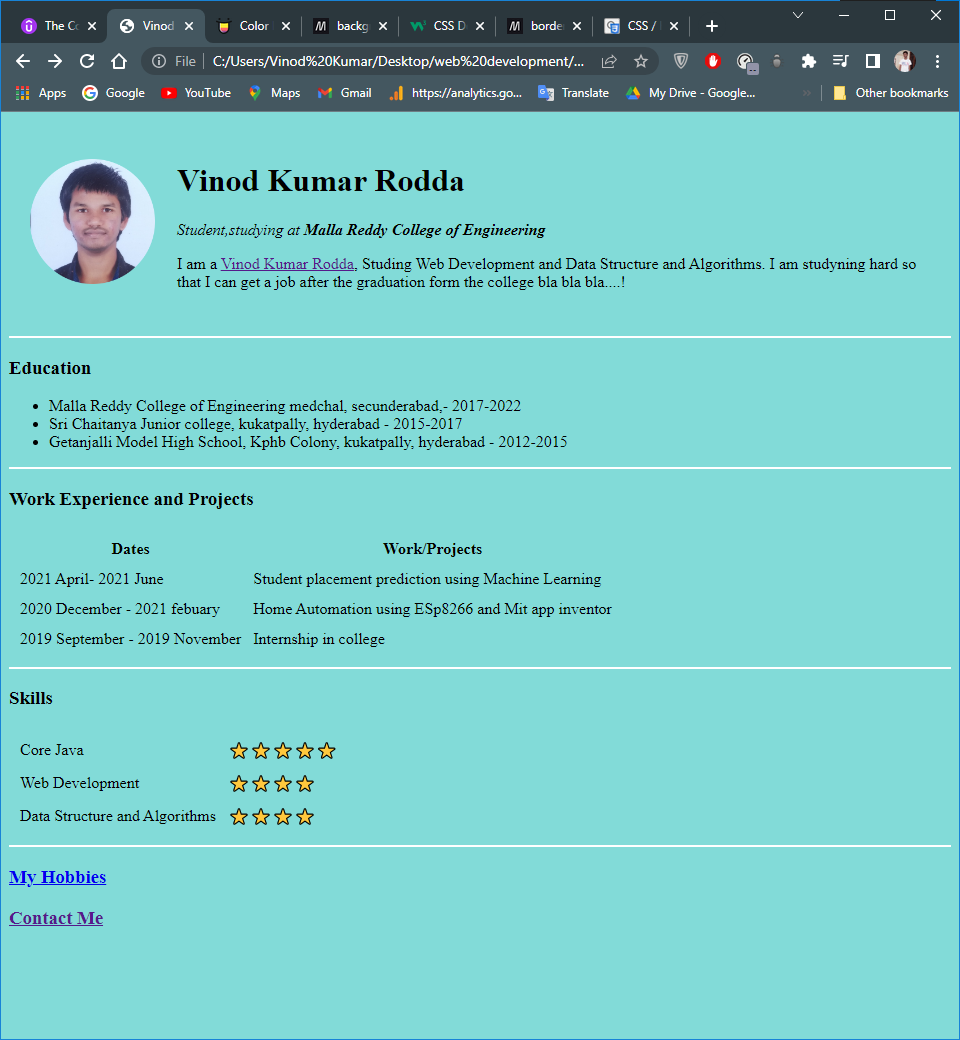 The Co
Vinod
Color
backg
CSS D
borde
CSS /
File
C:/Users/Vinod%20Kumar/Desktop/web%20development/...
Apps
Google
YouTube
Maps
Gmail
https://analytics.go...
Translate
My Drive - Google...
»
Other bookmarks
Vinod Kumar Rodda
Student,studying at Malla Reddy College of Engineering
I am a Vinod Kumar Rodda, Studing Web Development and Data Structure and Algorithms. I am studyning hard so
that I can get a job after the graduation form the college bla bla bla....!
Education
• Malla Reddy College of Engineering medchal, secunderabad,- 2017-2022
• Sri Chaitanya Junior college, kukatpally, hyderabad - 2015-2017
• Getanjalli Model High School, Kphb Colony, kukatpally, hyderabad - 2012-2015
Work Experience and Projects
Dates Work/Projects
2021 April- 2021 June Student placement prediction using Machine Learning
2020 December - 2021 febuary Home Automation using ESp8266 and Mit app inventor
2019 September - 2019 November Internship in college
Skills
Core Java
Web Development
Data Structure and Algorithms
My Hobbies
Contact Me